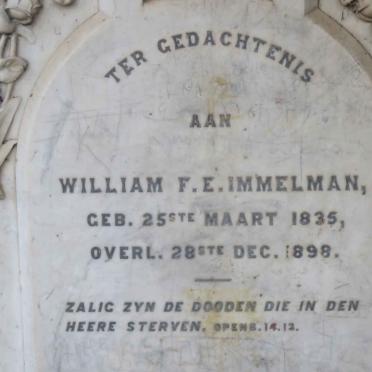 TER GEDACHTENIS
AAN
WILLIAM F. E. IMMELMAN,
GEB. 25STE MAART 1835,
OVERL. 28STE DEC. 1898.
ZALIG ZYN DE DOODEN DIE IN DEN
HEERE STERVEN. OPENB. 14. 13.